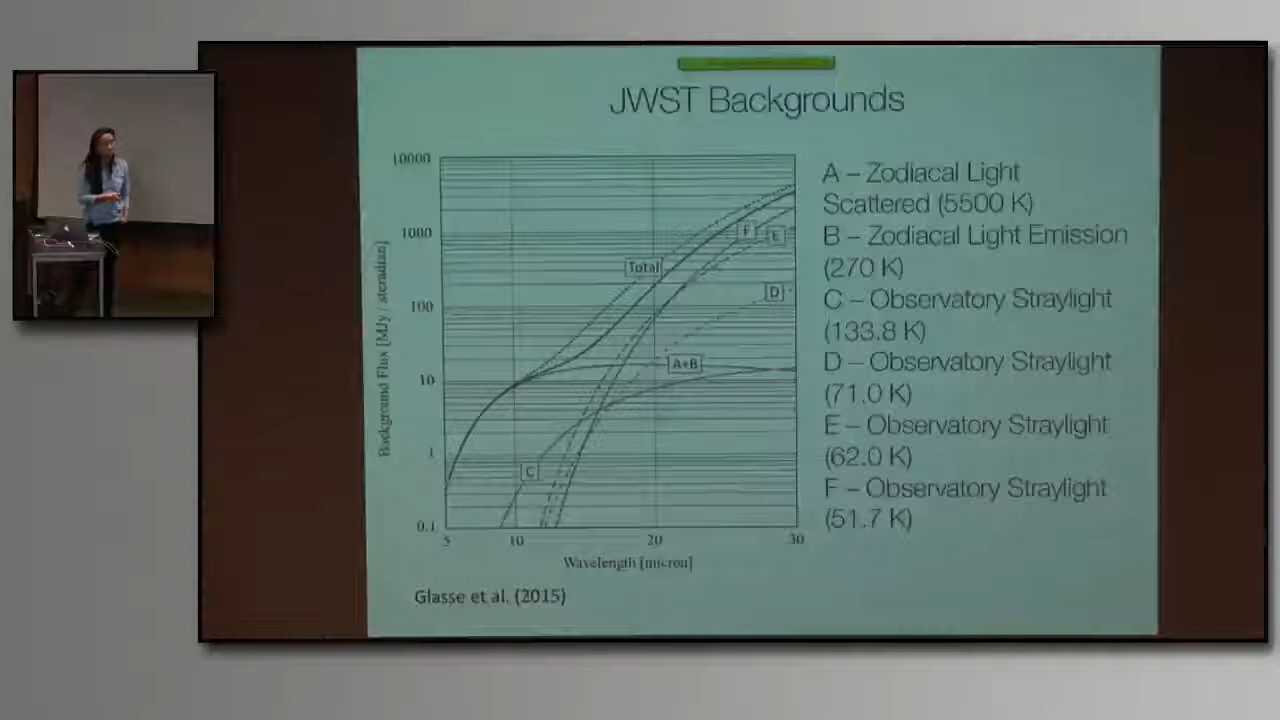 JWST Backgrounds
10000
1000
100
10
1
0.1
Background Flux [MJy / steradian]
Total
F
E
D
A+B
C
5
10
20
30
Wavelength [micron]
A – Zodiacal Light
Scattered (5500 K)
B – Zodiacal Light Emission
(270 K)
C – Observatory Straylight
(133.8 K)
D – Observatory Straylight
(71.0 K)
E – Observatory Straylight
(62.0 K)
F – Observatory Straylight
(51.7 K)
Glasse et al. (2015)